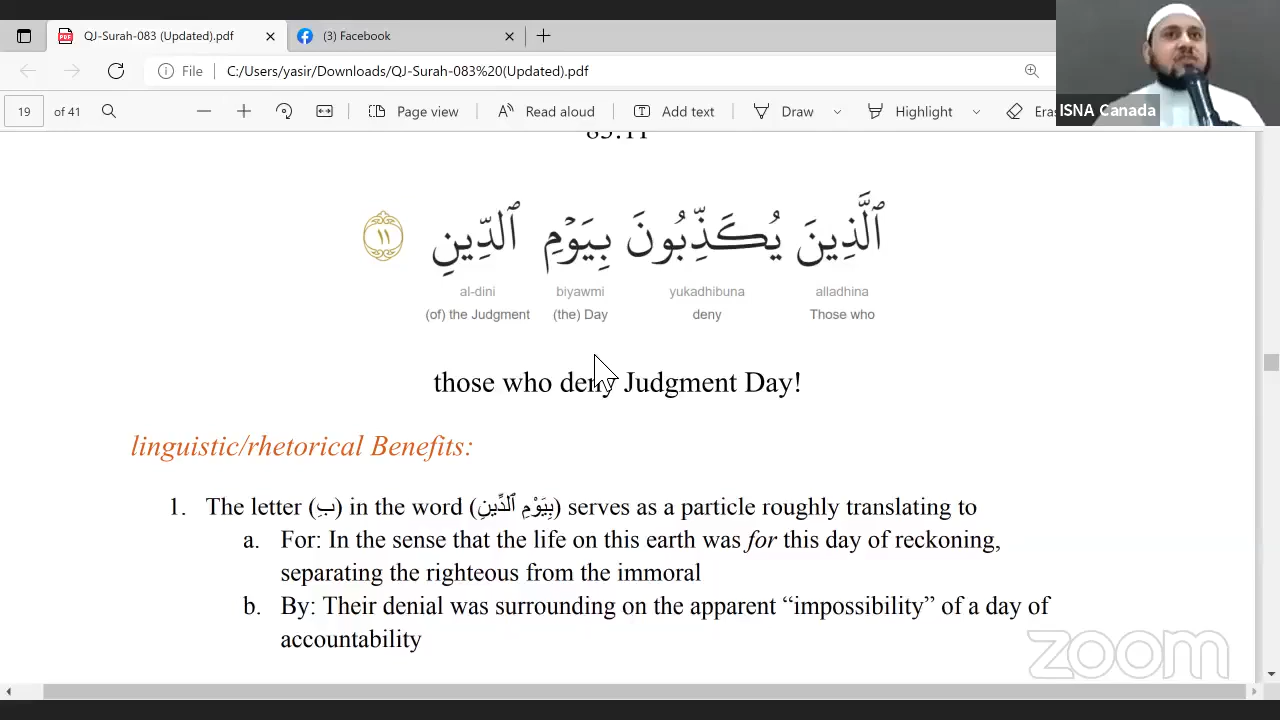 QJ-Surah-083 (Updated).pdf
(3) Facebook
File
C:/Users/yasir/Downloads/QJ-Surah-083%20(Updated).pdf
19 of 41
Page view
Read aloud
Add text
Draw
Highlight
Eras
ISNA Canada
83:11
ٱلَّذِينَ يُكَذِّبُونَ بِيَوْمِ ٱلدِّينِ ١١
al-dini biyawmi yukadhibuna alladhina
(of) the Judgment (the) Day deny Those who
those who deny Judgment Day!
linguistic/rhetorical Benefits:
1. The letter (بِ) in the word (بِيَوْمِ ٱلدِّينِ) serves as a particle roughly translating to
a. For: In the sense that the life on this earth was for this day of reckoning,
separating the righteous from the immoral
b. By: Their denial was surrounding on the apparent “impossibility” of a day of
accountability
zoom